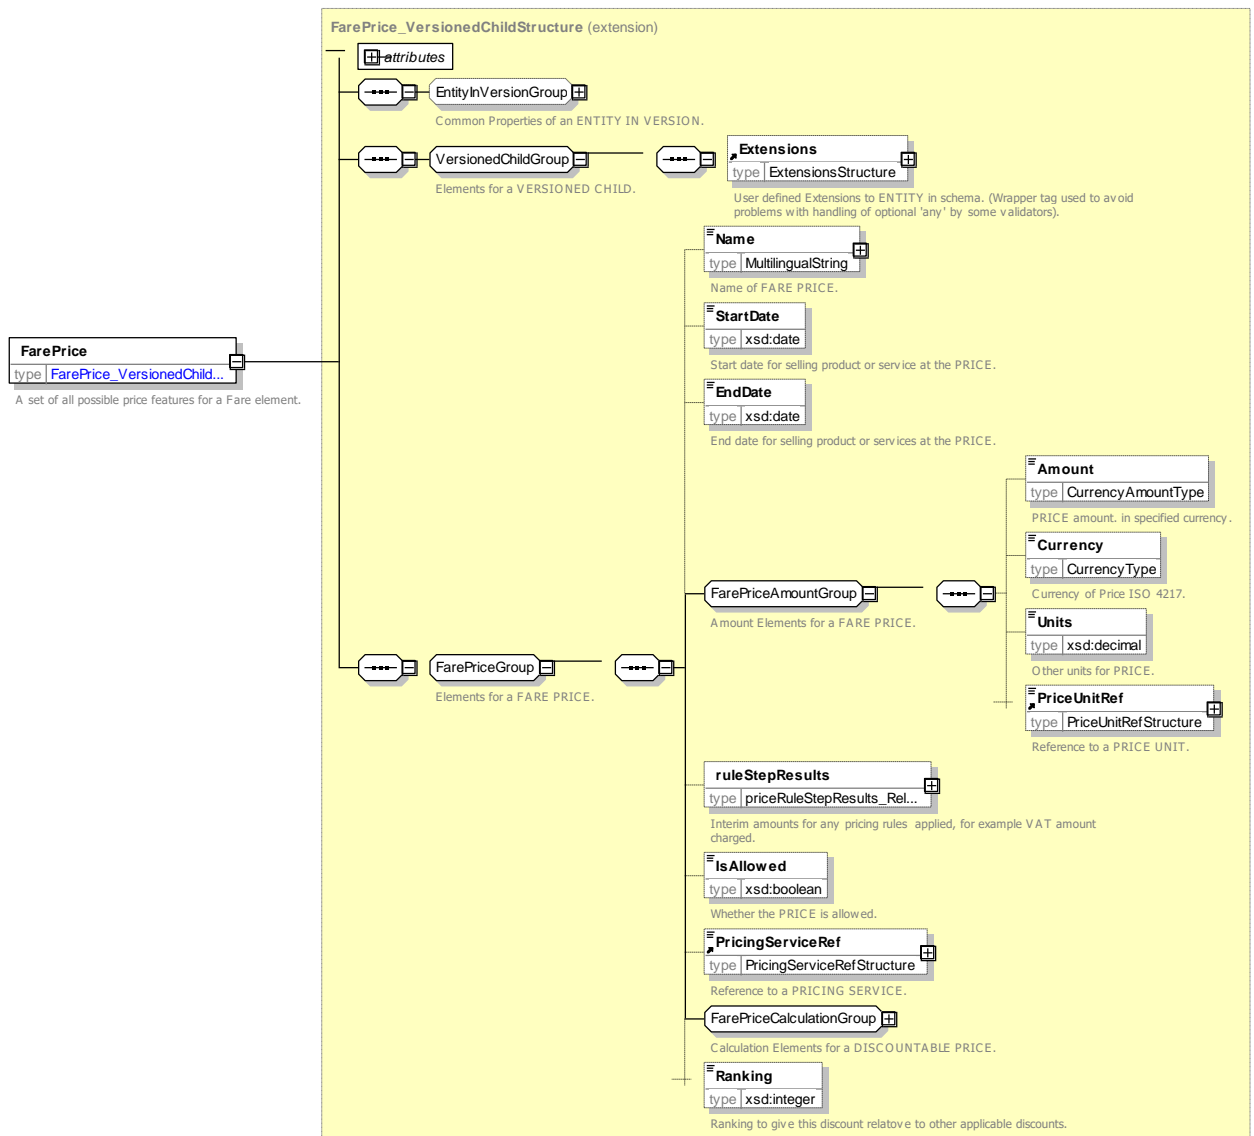 FarePrice_VersionedChildStructure (extension)
attributes
EntityInVersionGroup
Common Properties of an ENTITY IN VERSION.
VersionedChildGroup
Elements for a VERSIONED CHILD.
Extensions
type ExtensionsStructure
User defined Extensions to ENTITY in schema. (Wrapper tag used to avoid
problems with handling of optional 'any' by some validators).
Name
type MultilingualString
Name of FARE PRICE.
StartDate
type xsd:date
Start date for selling product or service at the PRICE.
FarePrice
type FarePrice_VersionedChild...
A set of all possible price features for a Fare element.
EndDate
type xsd:date
End date for selling product or services at the PRICE.
Amount
type CurrencyAmountType
PRICE amount. in specified currency.
Currency
type CurrencyType
Currency of Price ISO 4217.
FarePriceAmountGroup
Amount Elements for a FARE PRICE.
Units
type xsd:decimal
Other units for PRICE.
FarePriceGroup
Elements for a FARE PRICE.
PriceUnitRef
type PriceUnitRefStructure
Reference to a PRICE UNIT.
ruleStepResults
type priceRuleStepResults_Rel...
Interim amounts for any pricing rules applied, for example VAT amount
charged.
IsAllowed
type xsd:boolean
Whether the PRICE is allowed.
PricingServiceRef
type PricingServiceRefStructure
Reference to a PRICING SERVICE.
FarePriceCalculationGroup
Calculation Elements for a DISCOUNTABLE PRICE.
Ranking
type xsd:integer
Ranking to give this discount relatove to other applicable discounts.